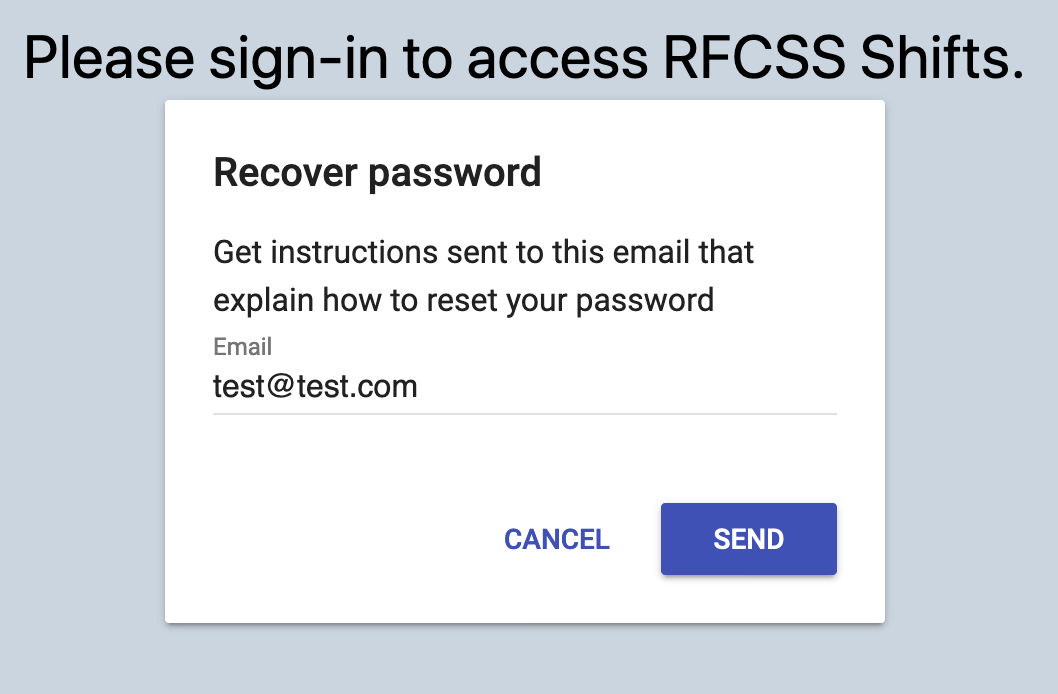 Please sign-in to access RFCSS Shifts.
Recover password
Get instructions sent to this email that
explain how to reset your password
Email
test@test.com
CANCEL
SEND